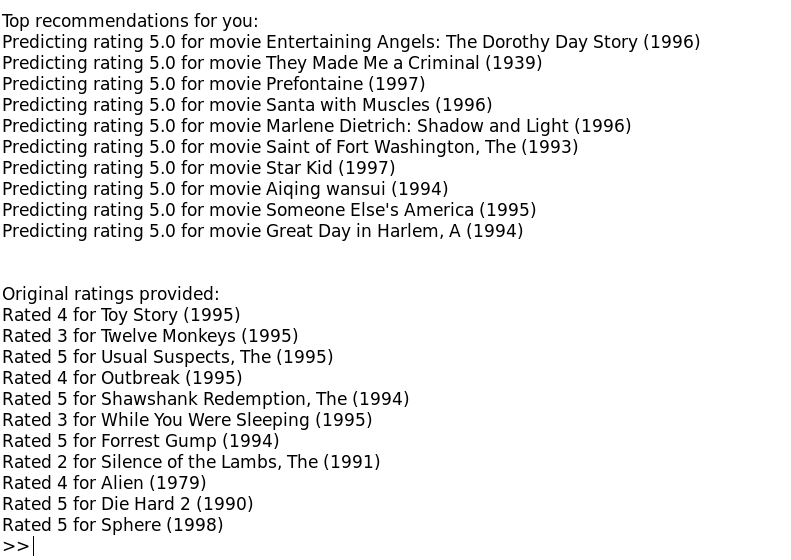 Top recommendations for you:
Predicting rating 5.0 for movie Entertaining Angels: The Dorothy Day Story (1996)
Predicting rating 5.0 for movie They Made Me a Criminal (1939)
Predicting rating 5.0 for movie Prefontaine (1997)
Predicting rating 5.0 for movie Santa with Muscles (1996)
Predicting rating 5.0 for movie Marlene Dietrich: Shadow and Light (1996)
Predicting rating 5.0 for movie Saint of Fort Washington, The (1993)
Predicting rating 5.0 for movie Star Kid (1997)
Predicting rating 5.0 for movie Aiqing wansui (1994)
Predicting rating 5.0 for movie Someone Else's America (1995)
Predicting rating 5.0 for movie Great Day in Harlem, A (1994)
Original ratings provided:
Rated 4 for Toy Story (1995)
Rated 3 for Twelve Monkeys (1995)
Rated 5 for Usual Suspects, The (1995)
Rated 4 for Outbreak (1995)
Rated 5 for Shawshank Redemption, The (1994)
Rated 3 for While You Were Sleeping (1995)
Rated 5 for Forrest Gump (1994)
Rated 2 for Silence of the Lambs, The (1991)
Rated 4 for Alien (1979)
Rated 5 for Die Hard 2 (1990)
Rated 5 for Sphere (1998)
>>